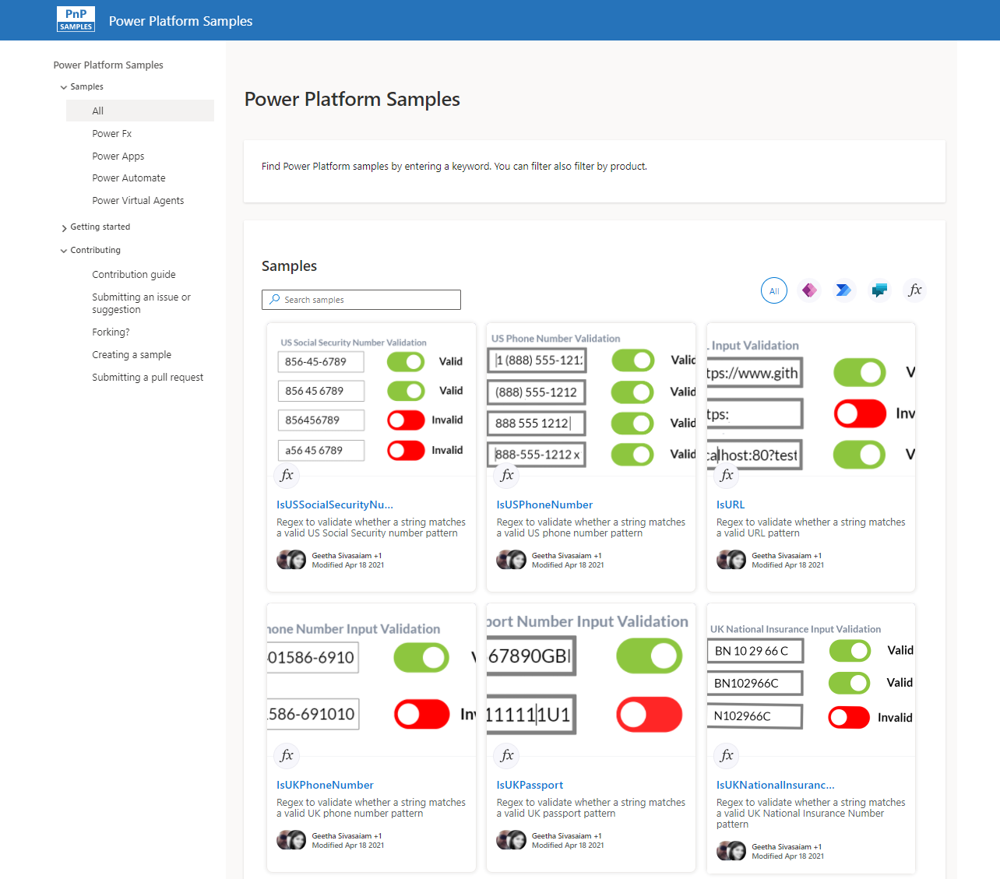 PnP
SAMPLES
Power Platform Samples
Power Platform Samples
Samples
All
Power Fx
Power Apps
Power Automate
Power Virtual Agents
Getting started
Contributing
Contribution guide
Submitting an issue or
suggestion
Forking?
Creating a sample
Submitting a pull request
Power Platform Samples
Find Power Platform samples by entering a keyword. You can filter also filter by product.
Samples
Search samples
All
fx
US Social Security Number Validation
856-45-6789 Valid
856 45 6789 Valid
856456789 Invalid
a56 45 6789 Invalid
fx
IsUSSocialSecurityNu...
Regex to validate whether a string matches
a valid US Social Security number pattern
Geetha Sivasaiam +1
Modified Apr 18 2021
US Phone Number Validation
1 (888) 555-121 Valid
(888) 555-1212 Valid
888 555 1212 Valid
888-555-1212 x Valid
fx
IsUSPhoneNumber
Regex to validate whether a string matches
a valid US phone number pattern
Geetha Sivasaiam +1
Modified Apr 18 2021
Input Validation
tps://www.gith V
tps: Inv
calhost:80?test V
fx
IsURL
Regex to validate whether a string matches
a valid URL pattern
Geetha Sivasaiam +1
Modified Apr 18 2021
hone Number Input Validation
01586-6910
1586-691010 Inv
fx
IsUKPhoneNumber
Regex to validate whether a string matches
a valid UK phone number pattern
Geetha Sivasaiam +1
Modified Apr 18 2021
port Number Input Validation
67890GB
111111U1
fx
IsUKPassport
Regex to validate whether a string matches
a valid UK passport pattern
Geetha Sivasaiam +1
Modified Apr 18 2021
UK National Insurance Input Validation
BN 10 29 66 C Valid
BN102966C Valid
N102966C Invalid
fx
IsUKNationalInsuranc...
Regex to validate whether a string matches
a valid UK National Insurance Number
pattern
Geetha Sivasaiam +1
Modified Apr 18 2021